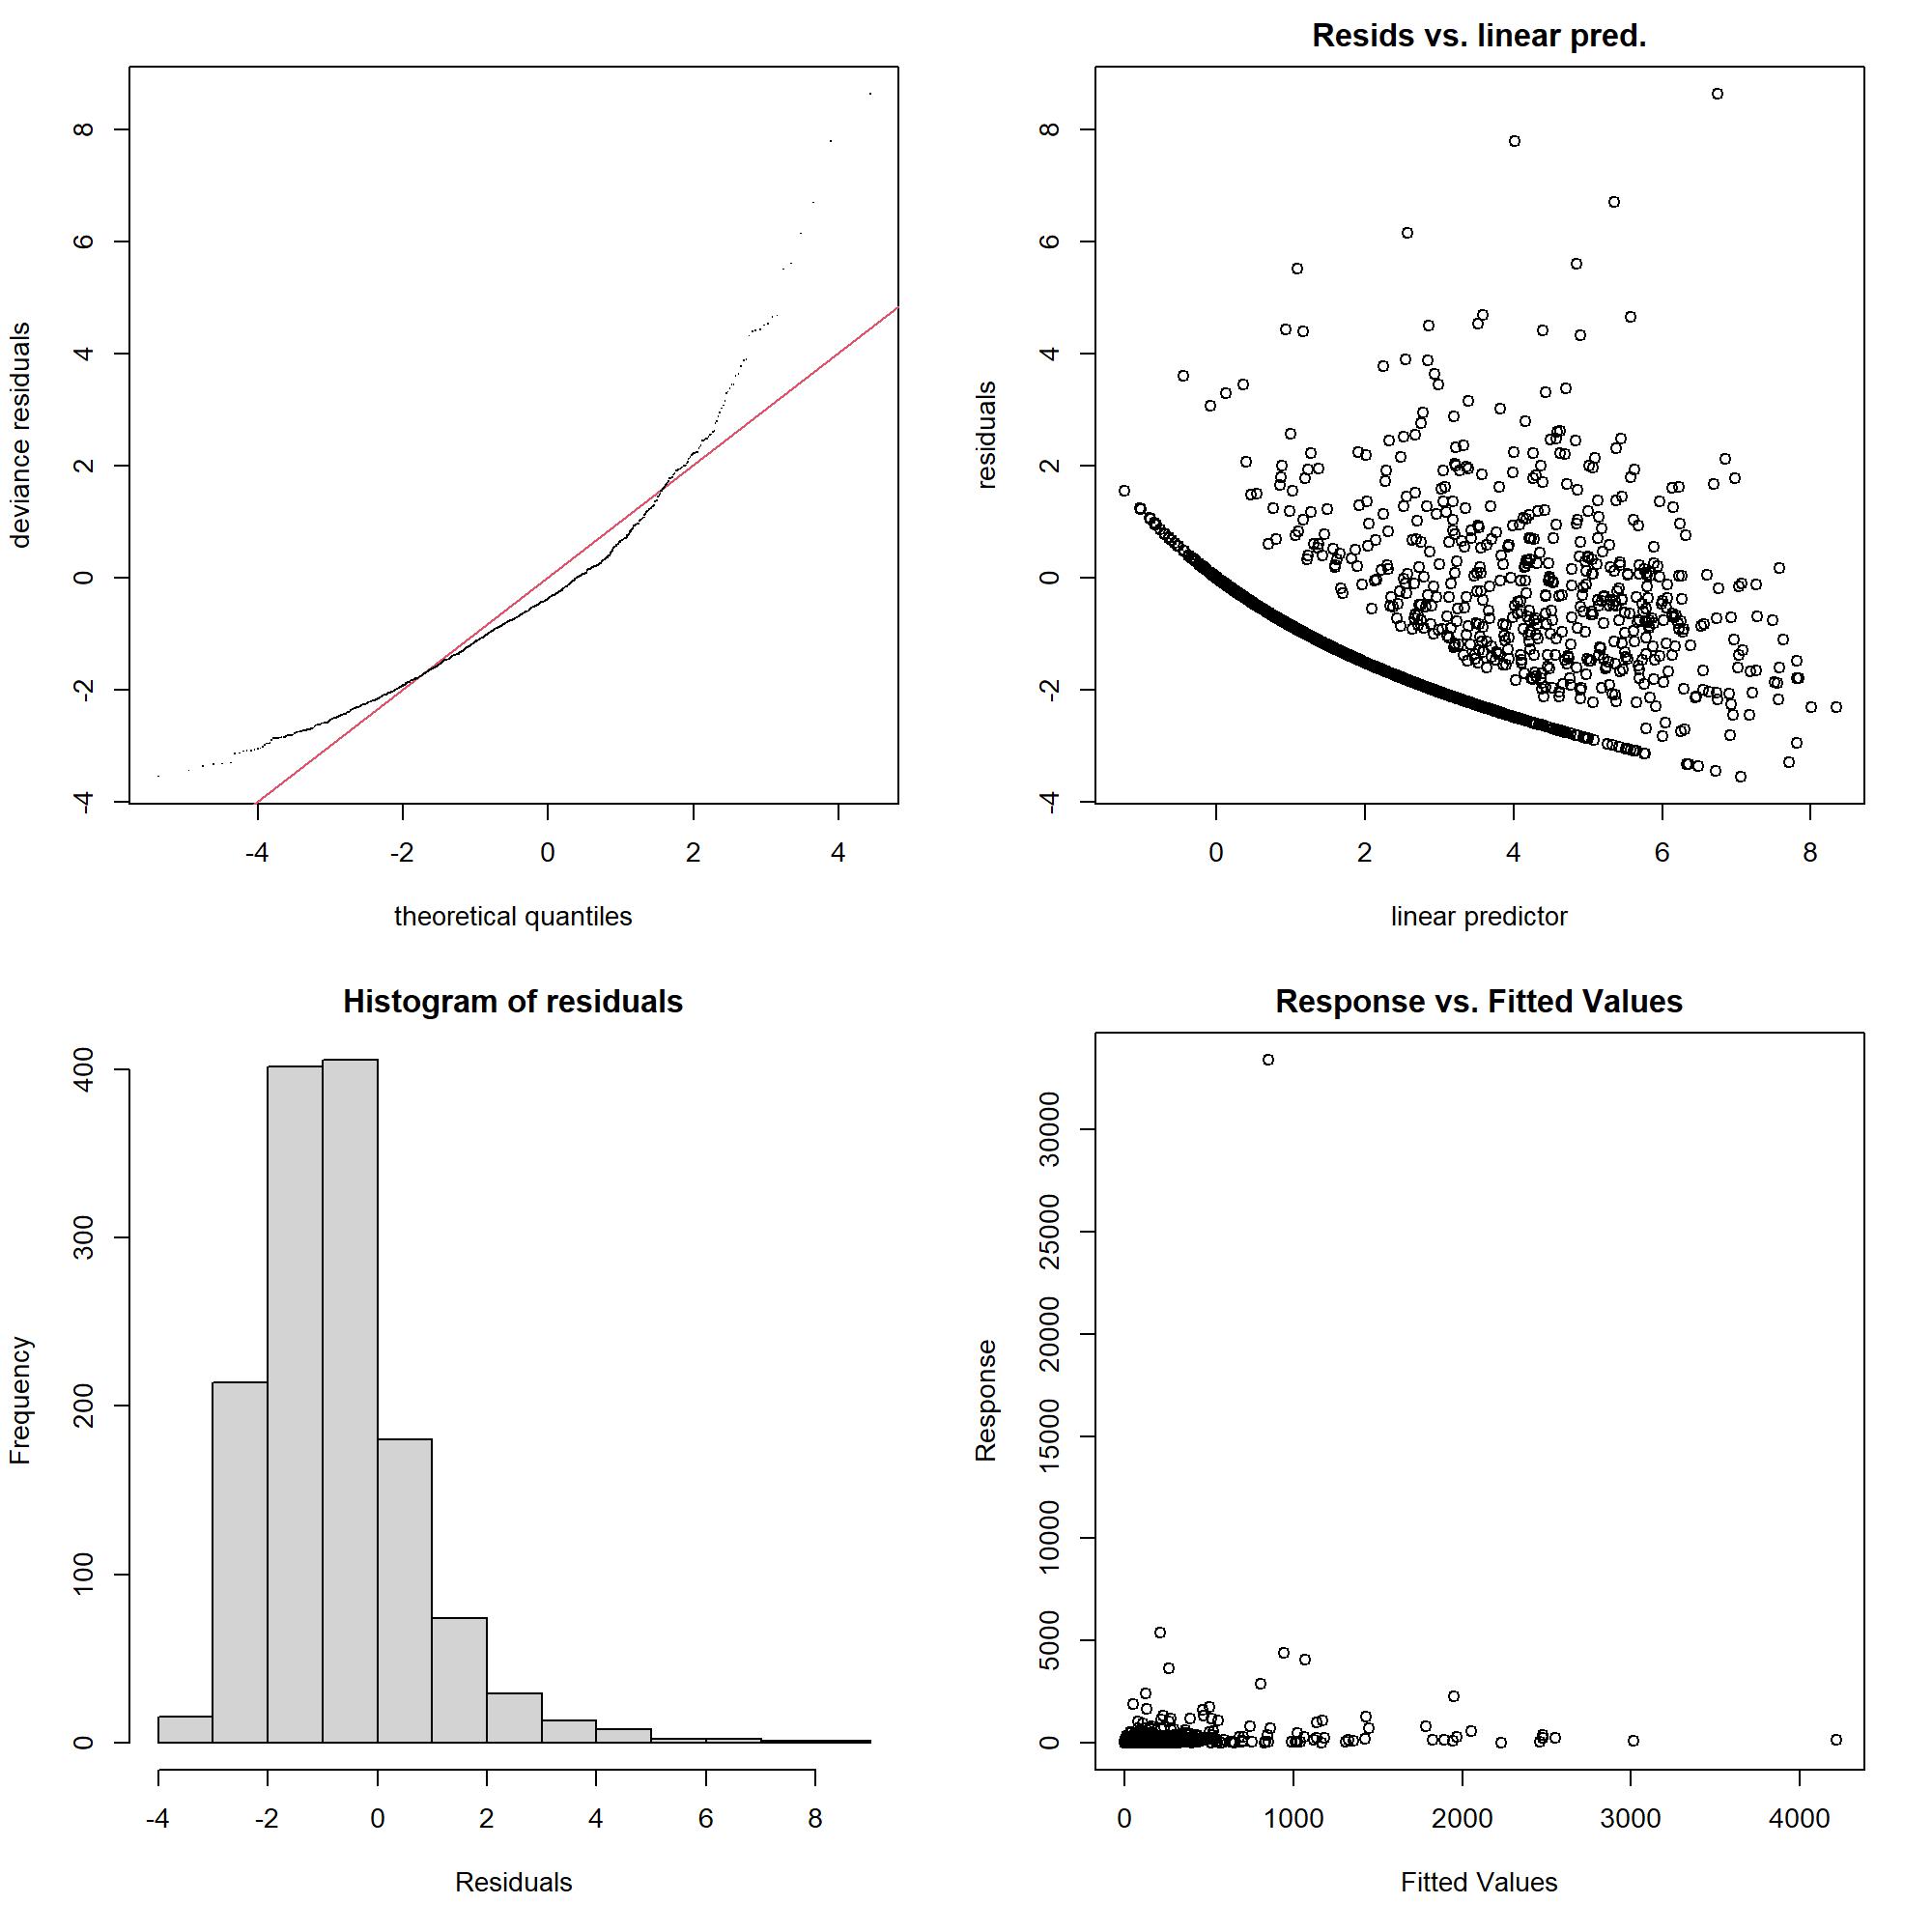 deviance residuals
8
6
4
2
0
-2
-4
-4 -2 0 2 4
theoretical quantiles
Resids vs. linear pred.
residuals
8
6
4
2
0
-2
-4
0 2 4 6 8
linear predictor
Histogram of residuals
Frequency
400
300
200
100
0
-4 -2 0 2 4 6 8
Residuals
Response vs. Fitted Values
Response
30000
25000
20000
15000
10000
5000
0
0 1000 2000 3000 4000
Fitted Values